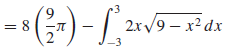 = 8(9/2 π) − ∫_{-3}^{3} 2x√(9 − x²) dx